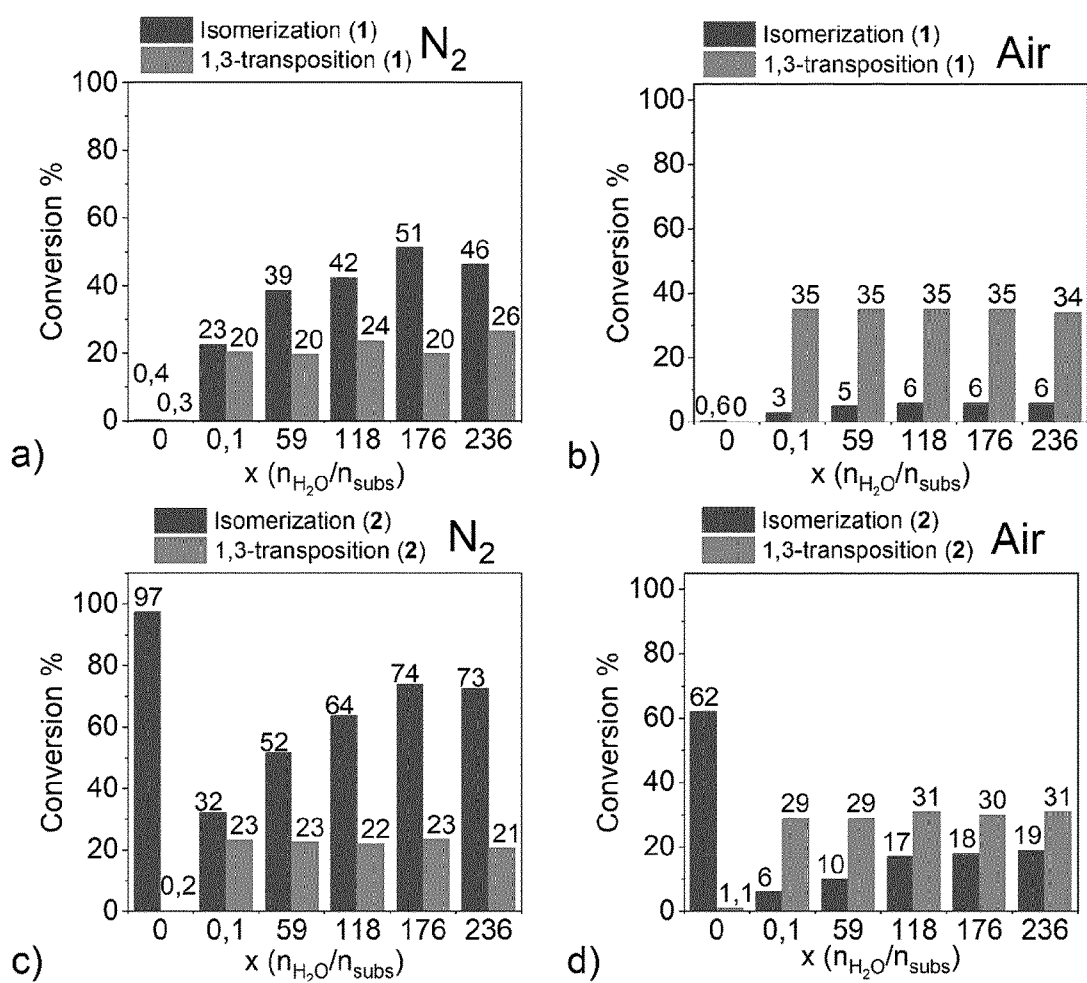 Isomerization (1)
1,3-transposition (1)
N2
Conversion %
100
80
60
40
20
0
0,4
0,3
23
20
39
20
42
24
51
20
46
26
0 0,1 59 118 176 236
x (nH2O/nsubs)
a)
Isomerization (1)
1,3-transposition (1)
Air
Conversion %
100
80
60
40
20
0
0,6
0
3
35
5
35
6
35
6
35
6
34
0 0,1 59 118 176 236
x (nH2O/nsubs)
b)
Isomerization (2)
1,3-transposition (2)
N2
Conversion %
100
80
60
40
20
0
97
0,2
32
23
52
23
64
22
74
23
73
21
0 0,1 59 118 176 236
x (nH2O/nsubs)
c)
Isomerization (2)
1,3-transposition (2)
Air
Conversion %
100
80
60
40
20
0
62
1,1
6
29
10
29
17
31
18
30
19
31
0 0,1 59 118 176 236
x (nH2O/nsubs)
d)